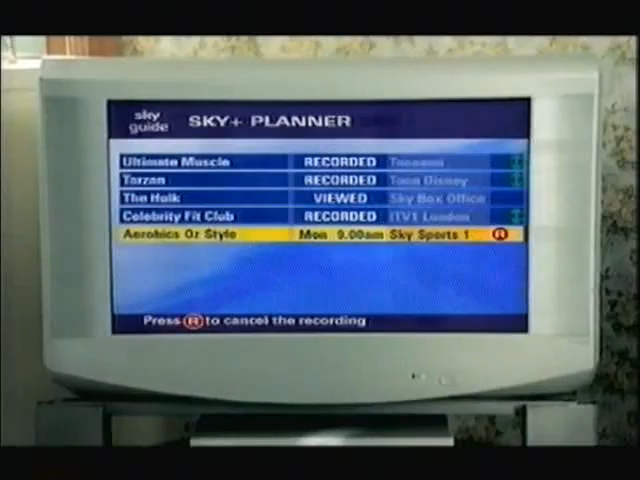 sky
guide
SKY+ PLANNER
Ultimate Muscle RECORDED Toonami
Tarzan RECORDED Toon Disney
The Hulk VIEWED Sky Box Office
Celebrity Fit Club RECORDED ITV1 London
Aerobics Oz Style Mon 9.00am Sky Sports 1 R
Press R to cancel the recording